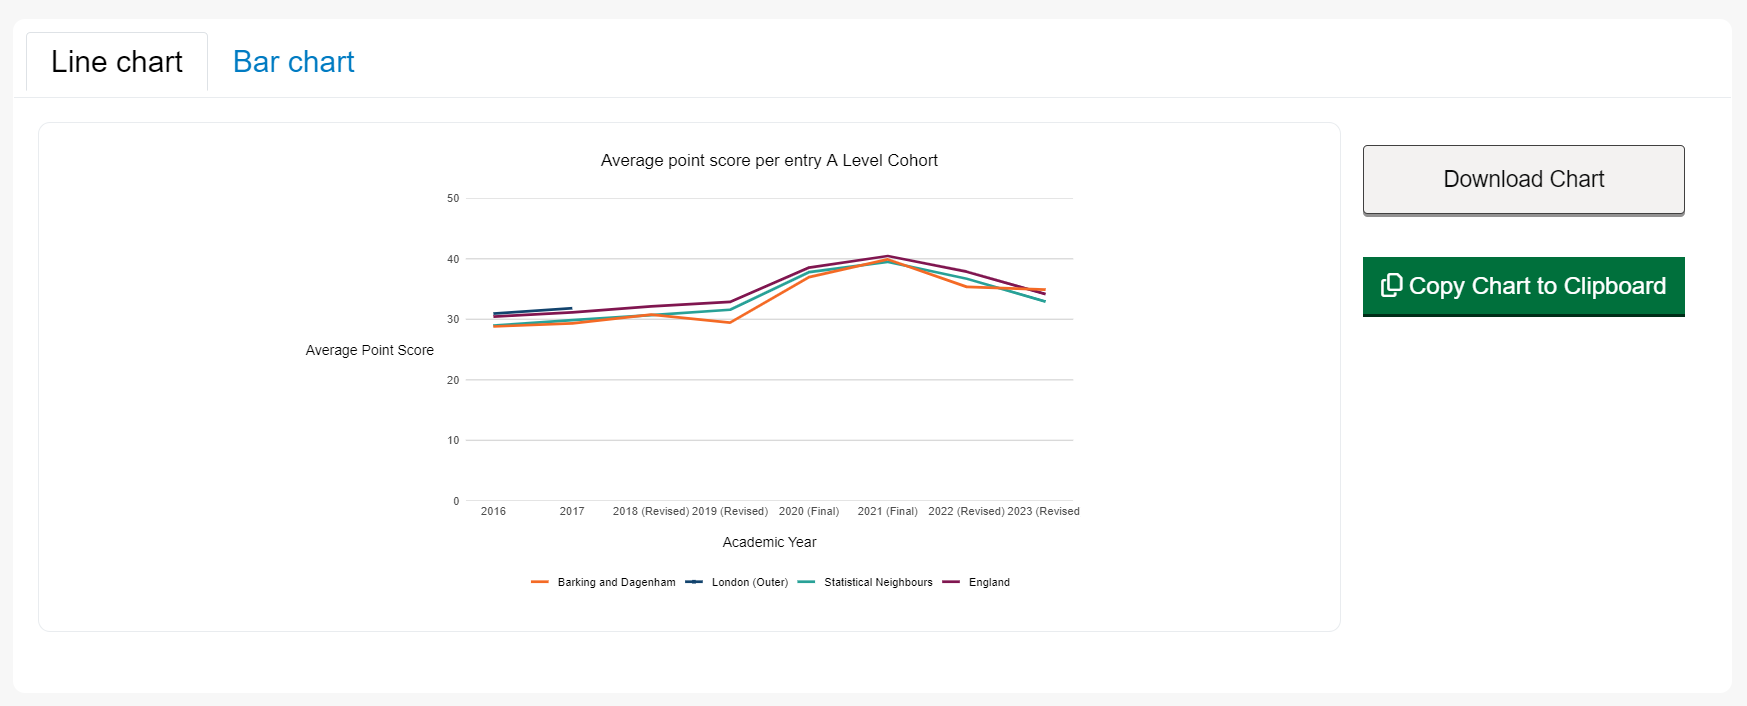 Line chart
Bar chart
Average point score per entry A Level Cohort
50
40
30
20
10
0
Average Point Score
2016 2017 2018 (Revised) 2019 (Revised) 2020 (Final) 2021 (Final) 2022 (Revised) 2023 (Revised
Academic Year
Barking and Dagenham London (Outer) Statistical Neighbours England
Download Chart
Copy Chart to Clipboard